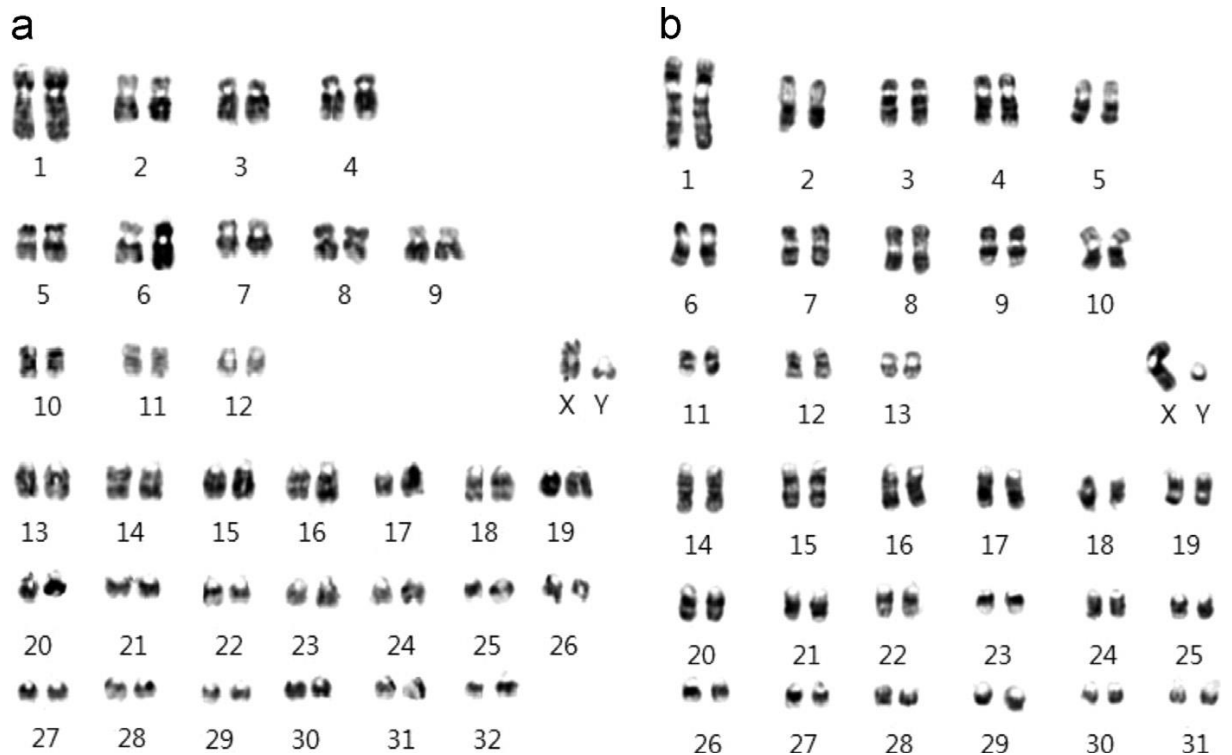 a
1 2 3 4
5 6 7 8 9
10 11 12 X Y
13 14 15 16 17 18 19
20 21 22 23 24 25 26
27 28 29 30 31 32
b
1 2 3 4 5
6 7 8 9 10
11 12 13 X Y
14 15 16 17 18 19
20 21 22 23 24 25
26 27 28 29 30 31